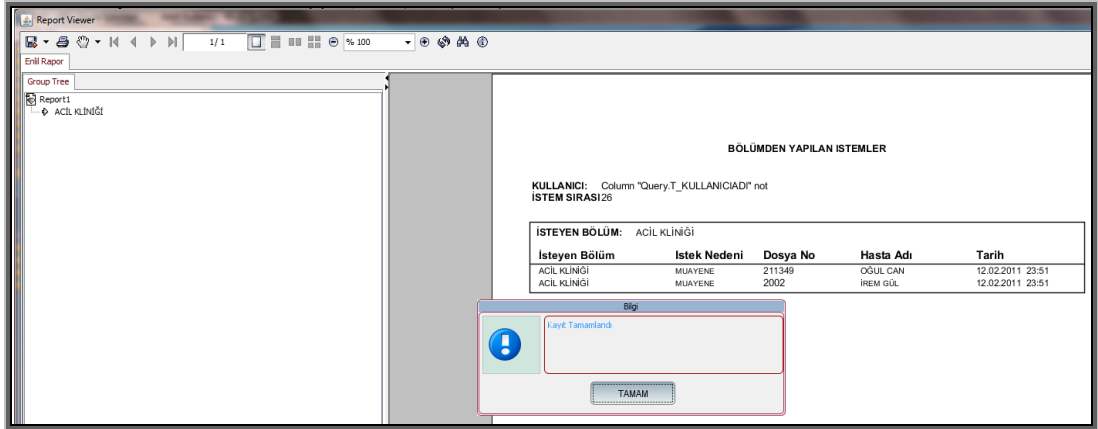 Report Viewer
1/1
% 100
Enlil Rapor
Group Tree
Report1
ACİL KLİNİĞİ
BÖLÜMDEN YAPILAN ISTEMLER
KULLANICI: Column "Query.T_KULLANICIADI" not
İSTEM SIRASI 26
İSTEYEN BÖLÜM: ACİL KLİNİĞİ
İsteyen Bölüm Istek Nedeni Dosya No Hasta Adı Tarih
ACİL KLİNİĞİ MUAYENE 211349 OĞUL CAN 12.02.2011 23:51
ACİL KLİNİĞİ MUAYENE 2002 İREM GÜL 12.02.2011 23:51
Bilgi
Kayıt Tamamlandı
TAMAM